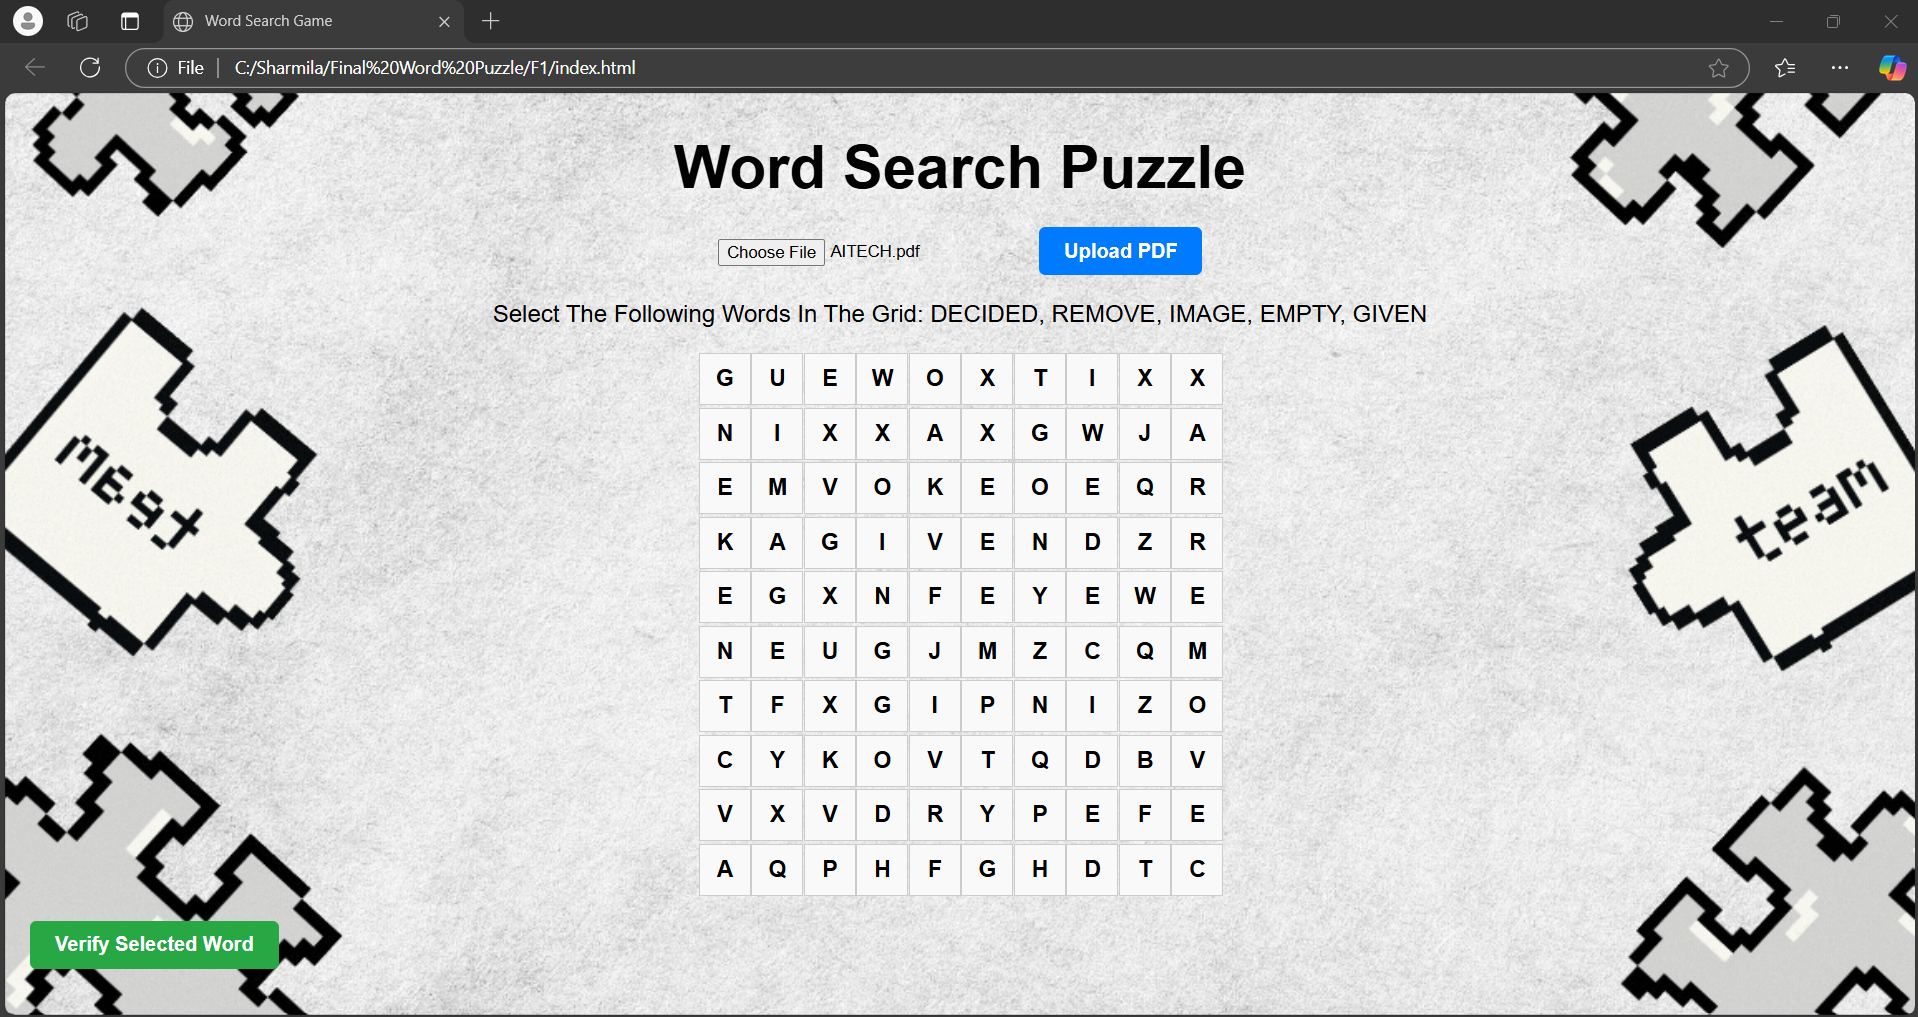 Word Search Game
File C:/Sharmila/Final%20Word%20Puzzle/F1/index.html
Word Search Puzzle
Choose File AITECH.pdf Upload PDF
Select The Following Words In The Grid: DECIDED, REMOVE, IMAGE, EMPTY, GIVEN
G U E W O X T I X X
N I X X A X G W J A
E M V O K E O E Q R
K A G I V E N D Z R
E G X N F E Y E W E
N E U G J M Z C Q M
T F X G I P N I Z O
C Y K O V T Q D B V
V X V D R Y P E F E
A Q P H F G H D T C
MEgt
teaM
Verify Selected Word